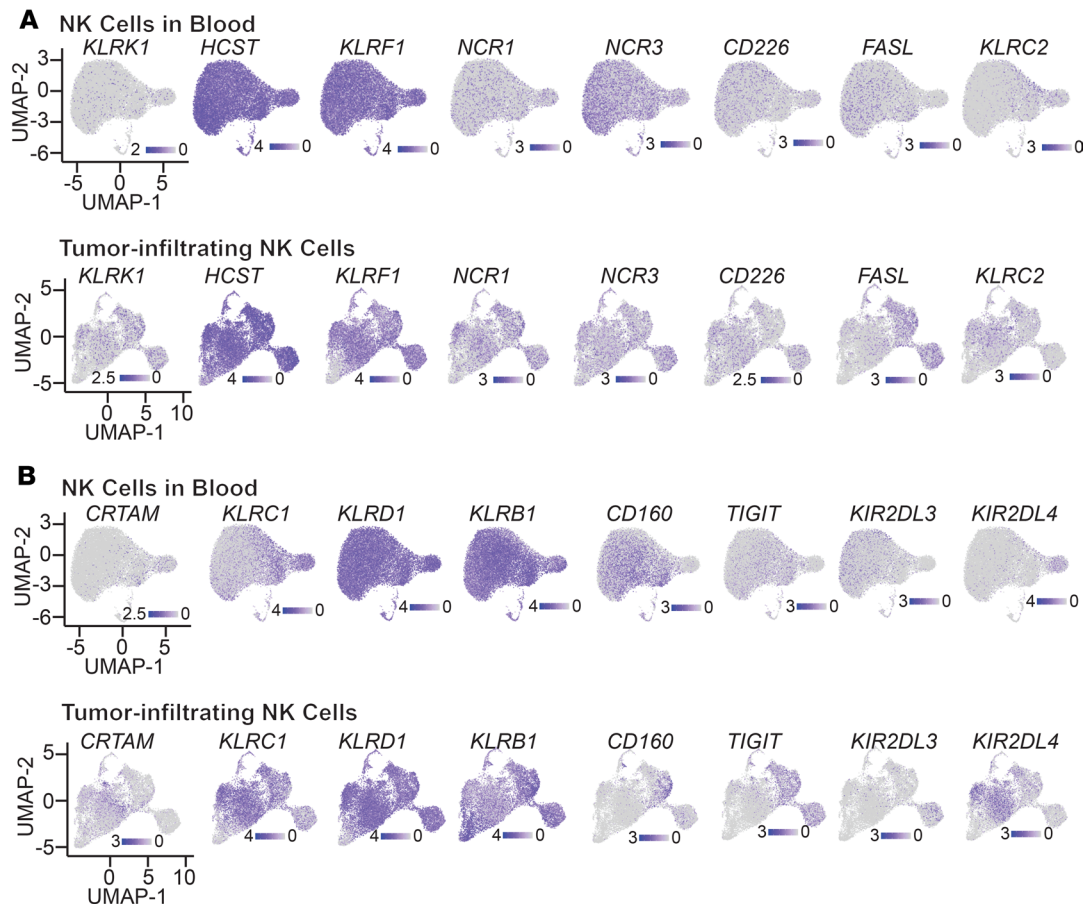 A
NK Cells in Blood
KLRK1 HCST KLRF1 NCR1 NCR3 CD226 FASL KLRC2
UMAP-2
3
0
-3
-6
2 0 4 0 4 0 3 0 3 0 3 0 3 0 3 0
-5 0 5
UMAP-1
Tumor-infiltrating NK Cells
KLRK1 HCST KLRF1 NCR1 NCR3 CD226 FASL KLRC2
UMAP-2
5
0
-5
2.5 0 4 0 4 0 3 0 3 0 2.5 0 3 0 3 0
0 5 10
UMAP-1
B
NK Cells in Blood
CRTAM KLRC1 KLRD1 KLRB1 CD160 TIGIT KIR2DL3 KIR2DL4
UMAP-2
3
0
-3
-6
2.5 0 4 0 4 0 4 0 3 0 3 0 3 0 4 0
-5 0 5
UMAP-1
Tumor-infiltrating NK Cells
CRTAM KLRC1 KLRD1 KLRB1 CD160 TIGIT KIR2DL3 KIR2DL4
UMAP-2
5
0
-5
3 0 4 0 4 0 4 0 3 0 3 0 3 0 3 0
0 5 10
UMAP-1